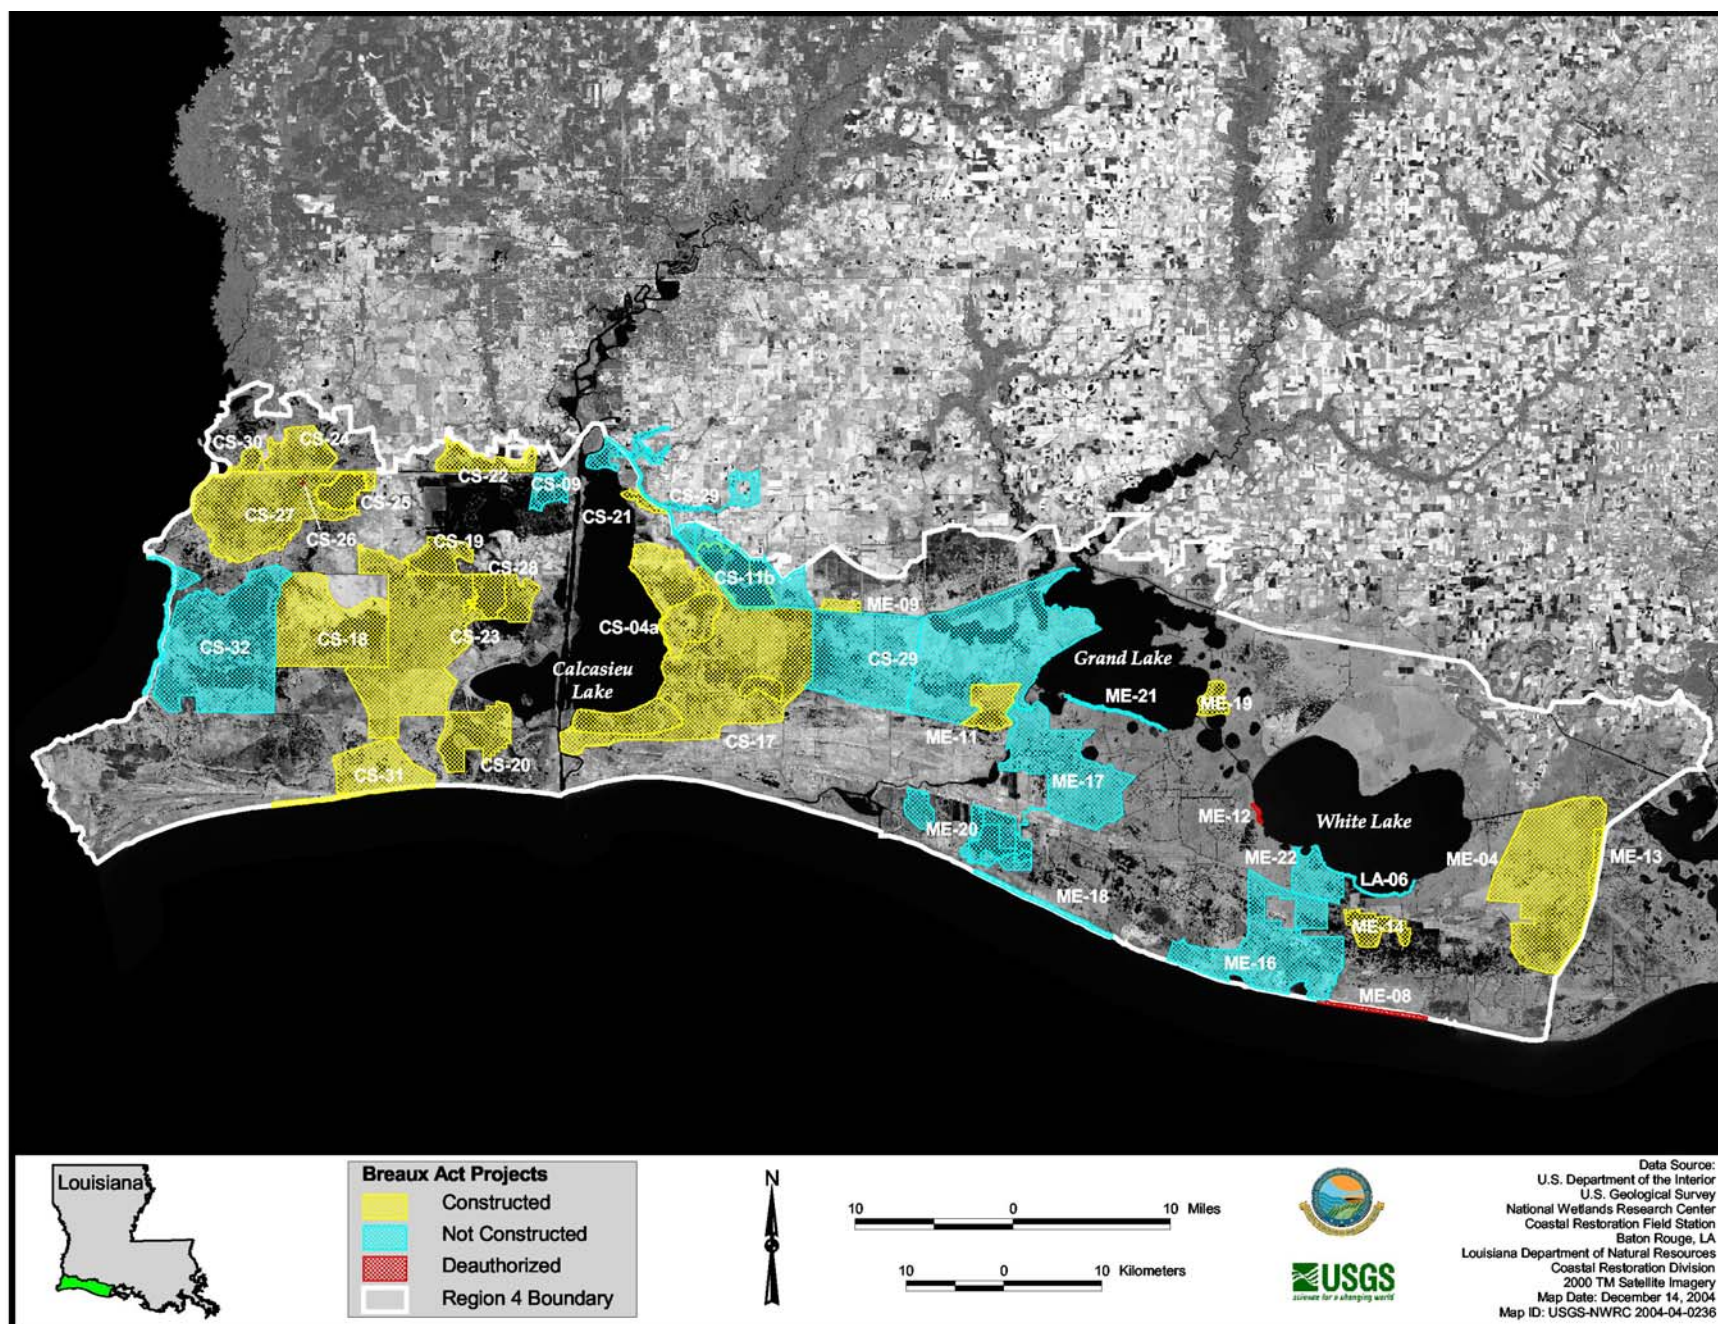 CS-30
CS-24
CS-22
CS-09
CS-29
CS-25
CS-27
CS-21
CS-26
CS-19
CS-28
CS-11b
ME-09
CS-04a
CS-18
CS-23
CS-32
CS-29
Calcasieu
Lake
Grand Lake
ME-21
ME-19
ME-11
CS-17
CS-20
CS-31
ME-17
ME-12
White Lake
ME-20
ME-22
ME-04
ME-13
LA-06
ME-18
ME-14
ME-16
ME-08
Louisiana
Breaux Act Projects
Constructed
Not Constructed
Deauthorized
Region 4 Boundary
N
10 0 10 Miles
10 0 10 Kilometers
USGS
science for a changing world
Data Source:
U.S. Department of the Interior
U.S. Geological Survey
National Wetlands Research Center
Coastal Restoration Field Station
Baton Rouge, LA
Louisiana Department of Natural Resources
Coastal Restoration Division
2000 TM Satellite Imagery
Map Date: December 14, 2004
Map ID: USGS-NWRC 2004-04-0236